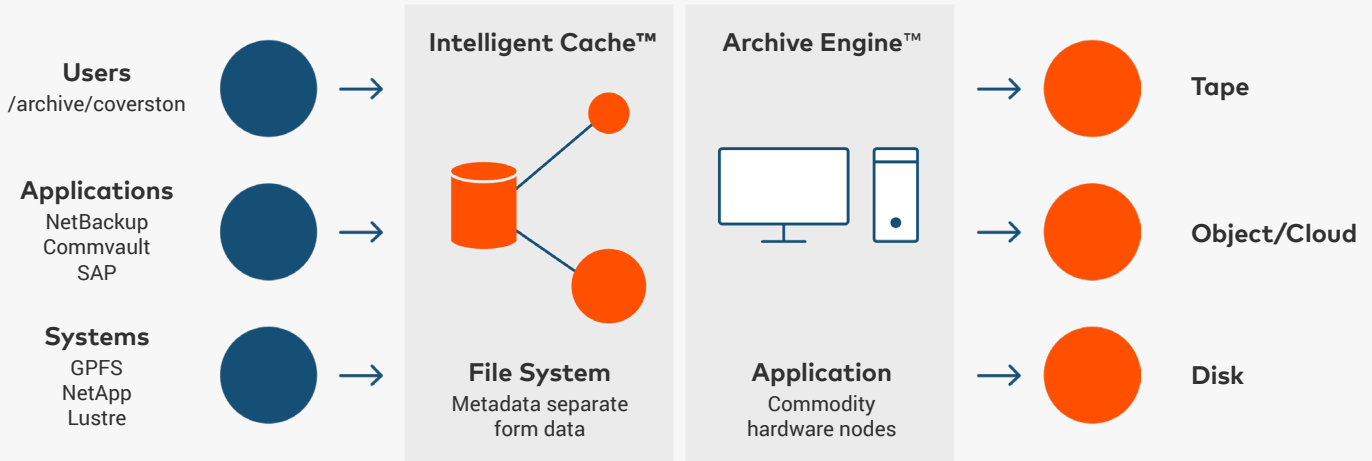 Users
/archive/coverston
Applications
NetBackup
Commvault
SAP
Systems
GPFS
NetApp
Lustre
Intelligent Cache™
File System
Metadata separate
form data
Archive Engine™
Application
Commodity
hardware nodes
Tape
Object/Cloud
Disk